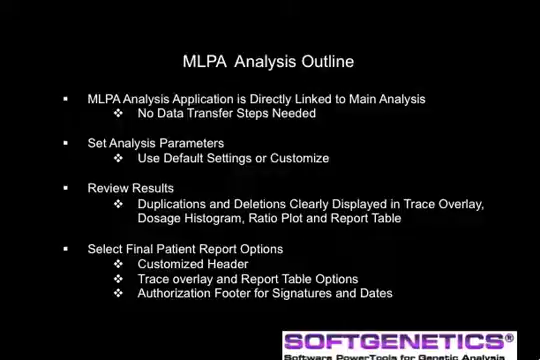 MLPA Analysis Outline
▪ MLPA Analysis Application is Directly Linked to Main Analysis
❖ No Data Transfer Steps Needed
▪ Set Analysis Parameters
❖ Use Default Settings or Customize
▪ Review Results
❖ Duplications and Deletions Clearly Displayed in Trace Overlay,
Dosage Histogram, Ratio Plot and Report Table
▪ Select Final Patient Report Options
❖ Customized Header
❖ Trace overlay and Report Table Options
❖ Authorization Footer for Signatures and Dates
SOFTGENETICS®
Software PowerTools for Genetic Analysis